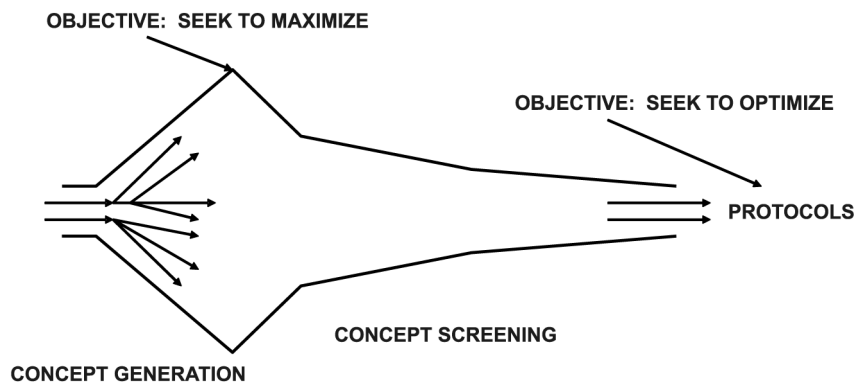 OBJECTIVE:  SEEK TO MAXIMIZE
OBJECTIVE:  SEEK TO OPTIMIZE
PROTOCOLS
CONCEPT SCREENING
CONCEPT GENERATION